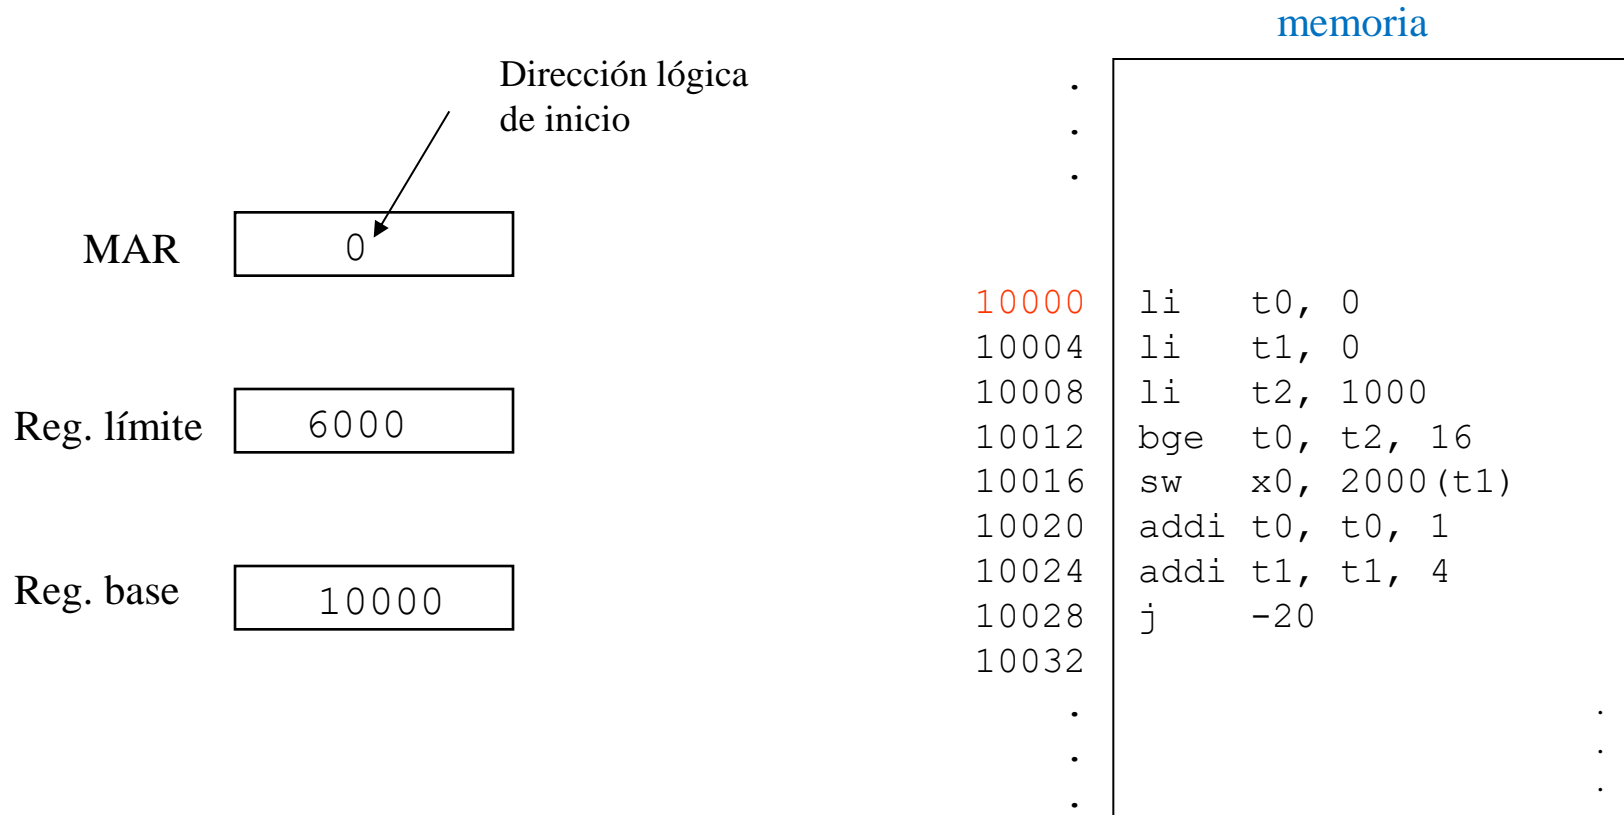 memoria
Dirección lógica
de inicio
MAR
0
Reg. límite
6000
Reg. base
10000
.
.
.
10000 li t0, 0
10004 li t1, 0
10008 li t2, 1000
10012 bge t0, t2, 16
10016 sw x0, 2000(t1)
10020 addi t0, t0, 1
10024 addi t1, t1, 4
10028 j -20
10032
. .
. .
. .